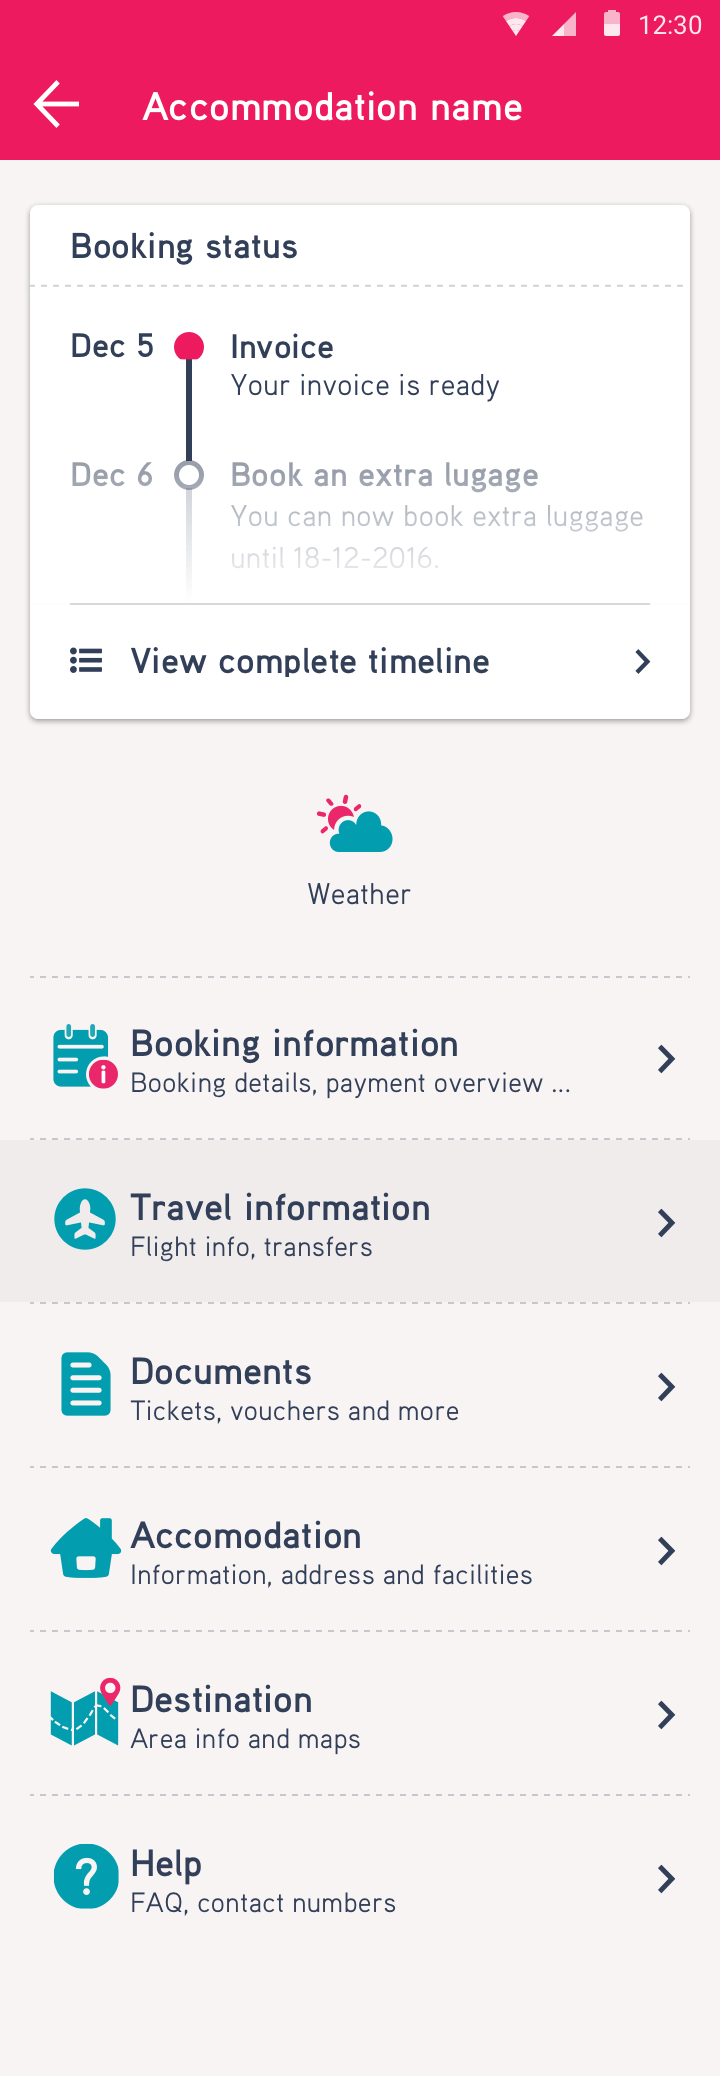 12:30
Accommodation name
Booking status
Dec 5
Invoice
Your invoice is ready
Dec 6
Book an extra lugage
You can now book extra luggage
until 18-12-2016.
View complete timeline
Weather
Booking information
Booking details, payment overview ...
Travel information
Flight info, transfers
Documents
Tickets, vouchers and more
Accomodation
Information, address and facilities
Destination
Area info and maps
Help
FAQ, contact numbers